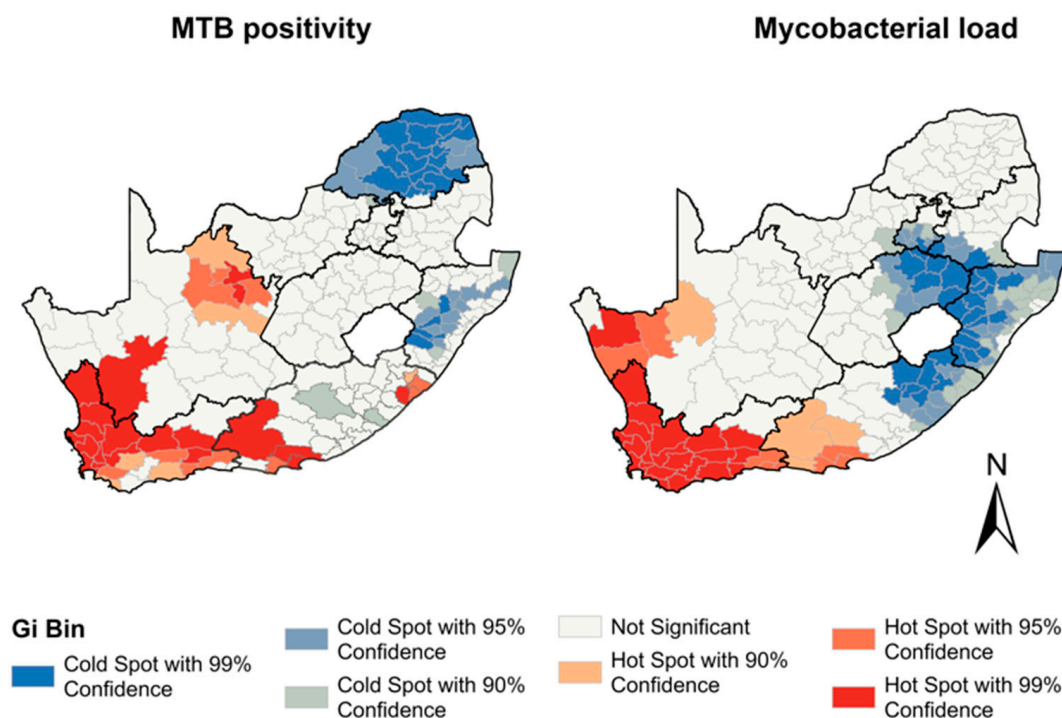 MTB positivity
Mycobacterial load
N
Gi Bin
Cold Spot with 99%
Confidence
Cold Spot with 95%
Confidence
Cold Spot with 90%
Confidence
Not Significant
Hot Spot with 90%
Confidence
Hot Spot with 95%
Confidence
Hot Spot with 99%
Confidence